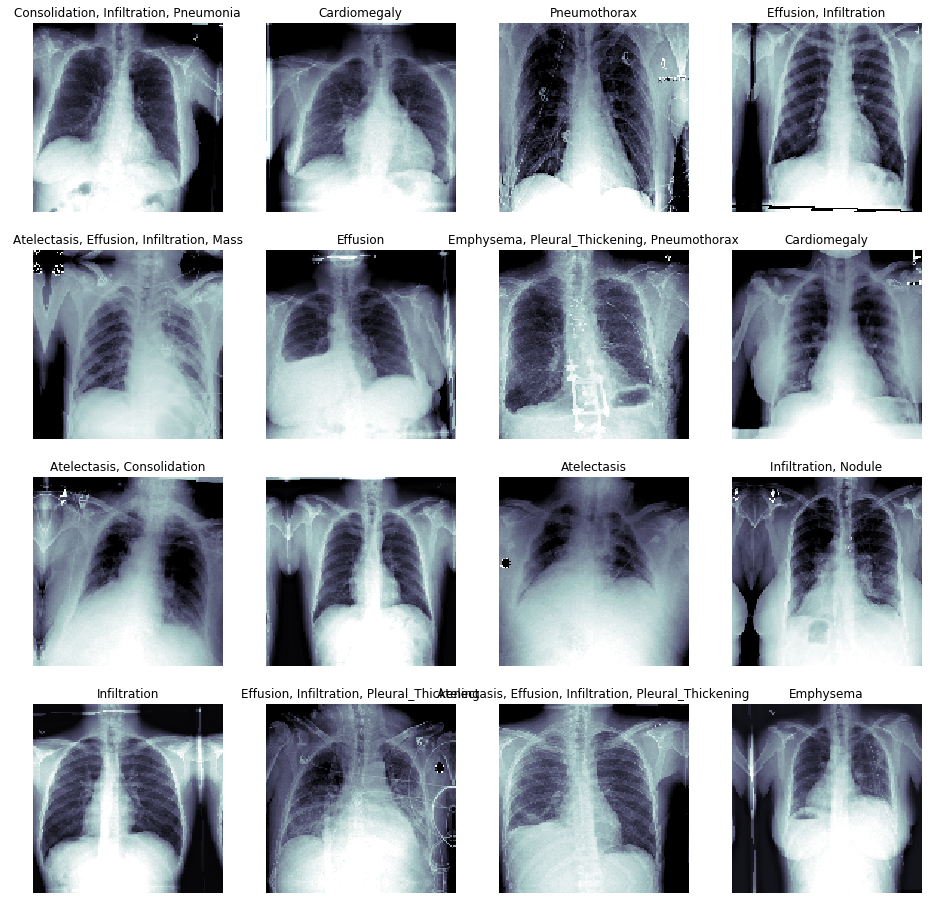 Consolidation, Infiltration, Pneumonia
Cardiomegaly
Pneumothorax
Effusion, Infiltration
Atelectasis, Effusion, Infiltration, Mass
Effusion
Emphysema, Pleural_Thickening, Pneumothorax
Cardiomegaly
Atelectasis, Consolidation
Atelectasis
Infiltration, Nodule
Infiltration
Effusion, Infiltration, Pleural_Thickening
Atelectasis, Effusion, Infiltration, Pleural_Thickening
Emphysema